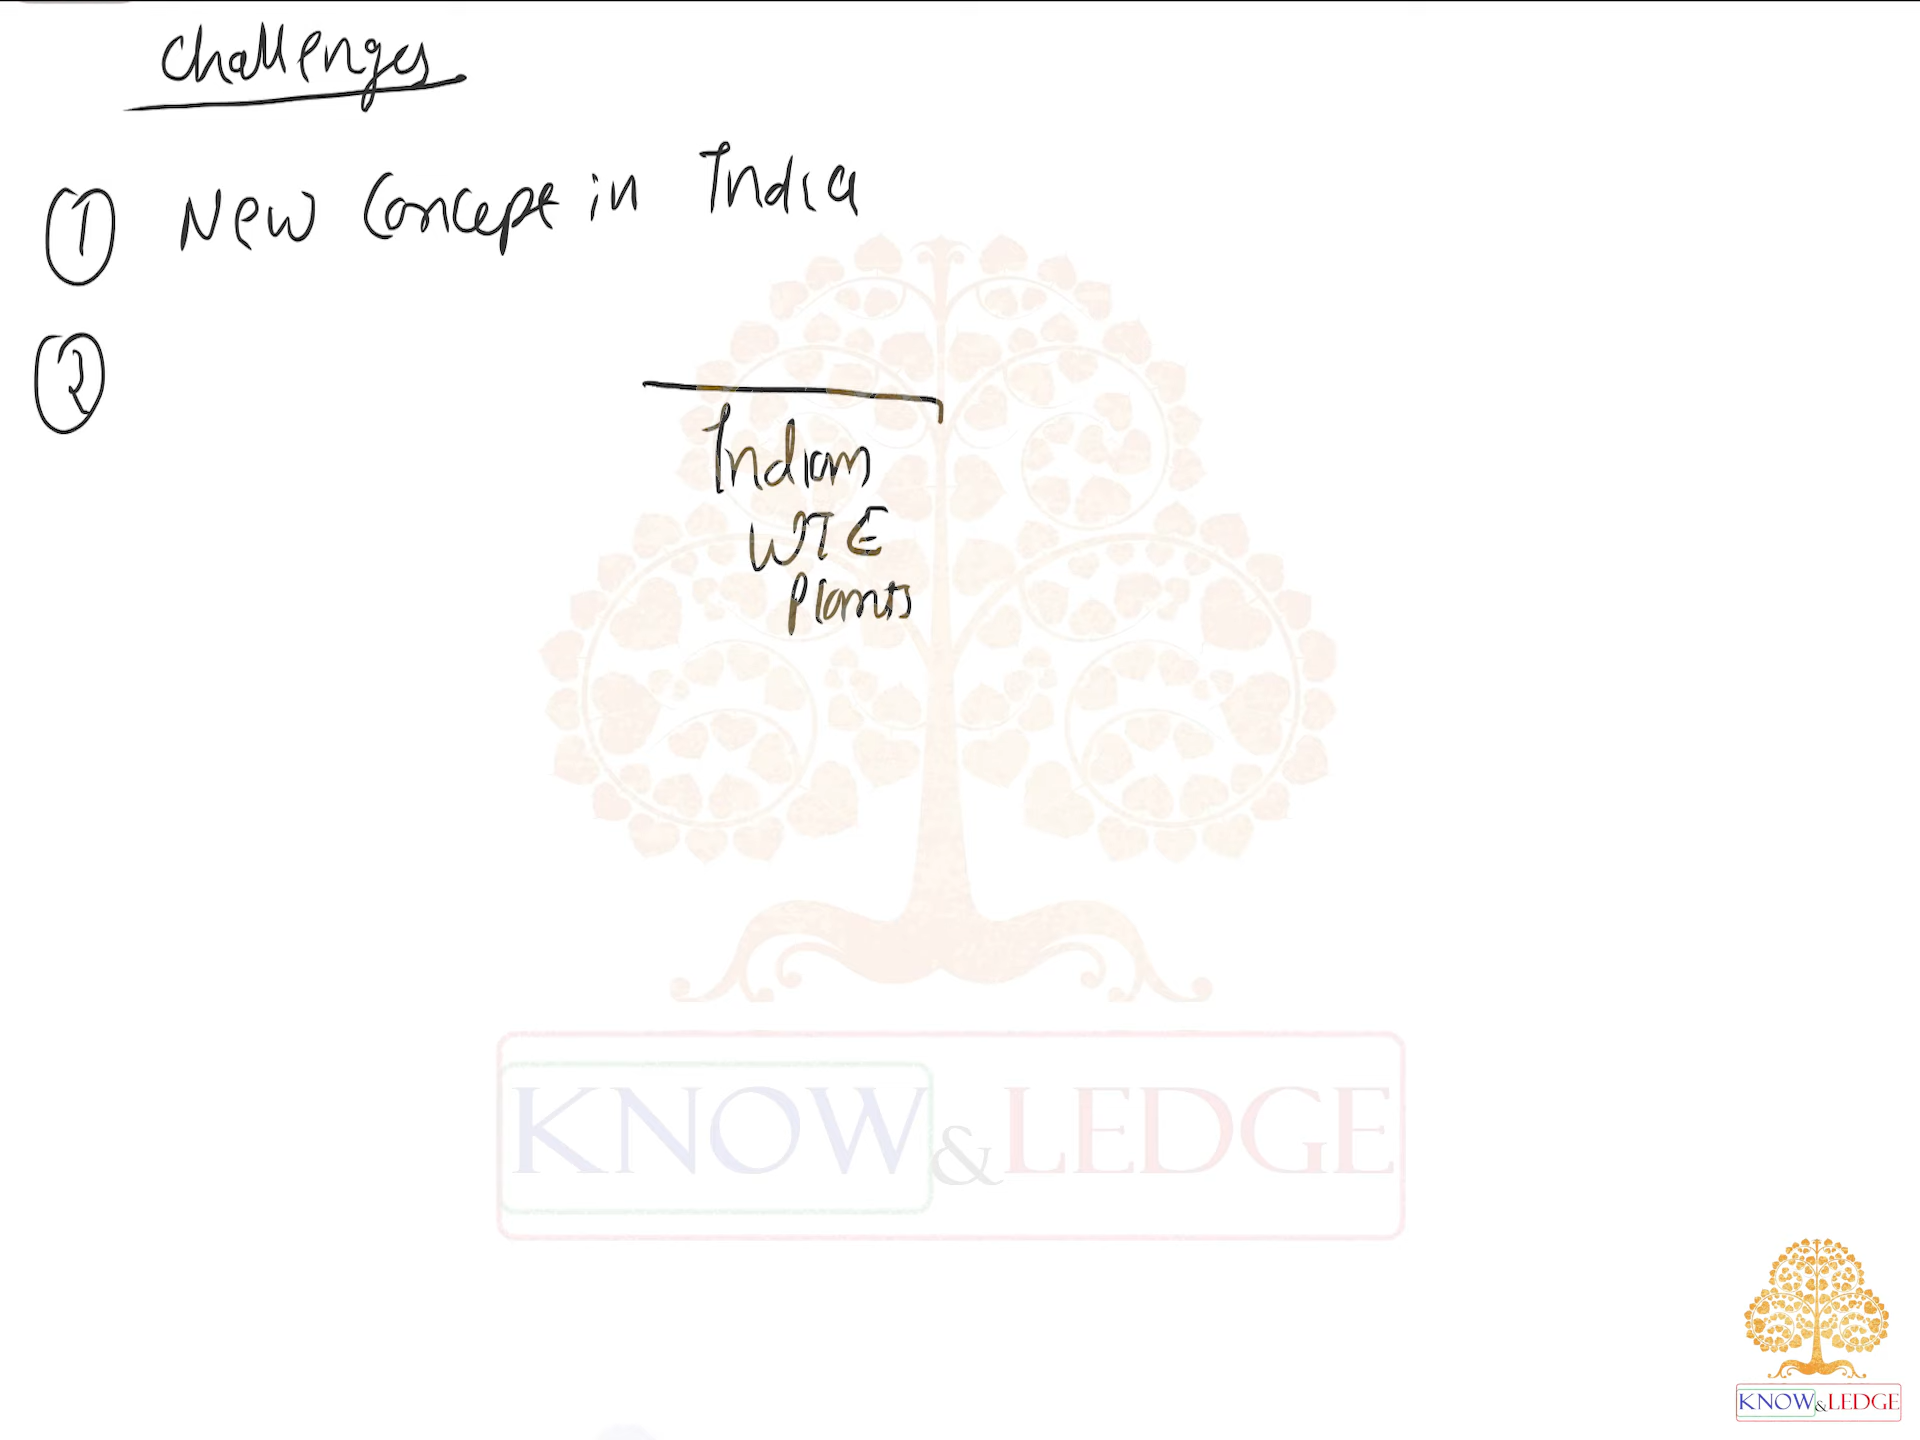 Challenges
① New Concept in India
②
Indian
WTE
Plants
KNOW&LEDGE
KNOW&LEDGE